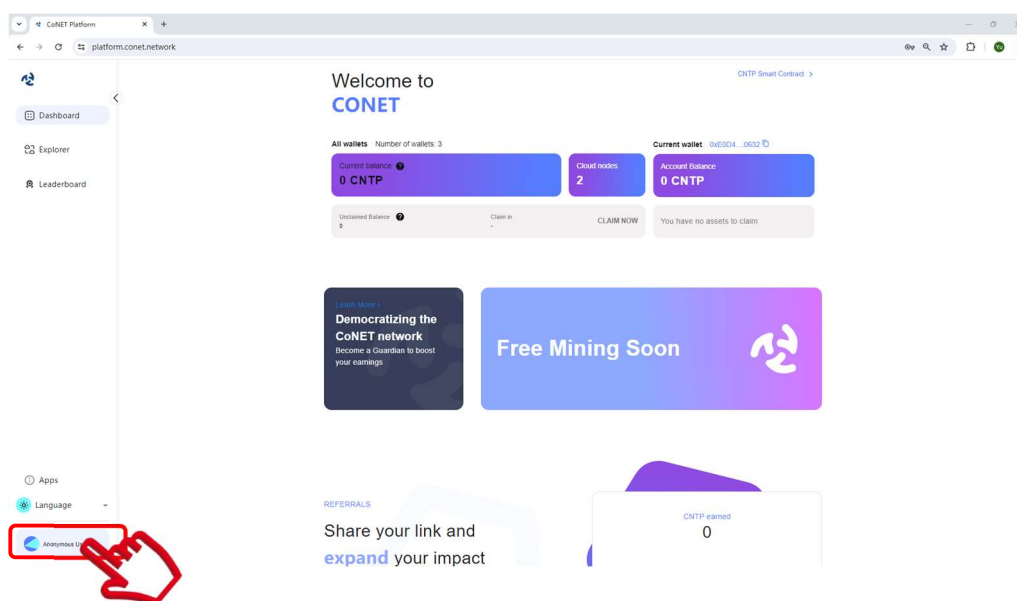 CoNET Platform
platform.conet.network
Yo
Welcome to
CONET
CNTP Smart Contract
Dashboard
Explorer
Leaderboard
All wallets Number of wallets: 3
Current wallet 0xE0D4...0632
Current balance ?
0 CNTP
Cloud nodes
2
Account Balance
0 CNTP
Unclaimed Balance ?
0
Claim in
-
CLAIM NOW
You have no assets to claim
Learn More >
Democratizing the
CoNET network
Become a Guardian to boost
your earnings
Free Mining Soon
Apps
Language
Anonymous
REFERRALS
Share your link and
expand your impact
CNTP earned
0